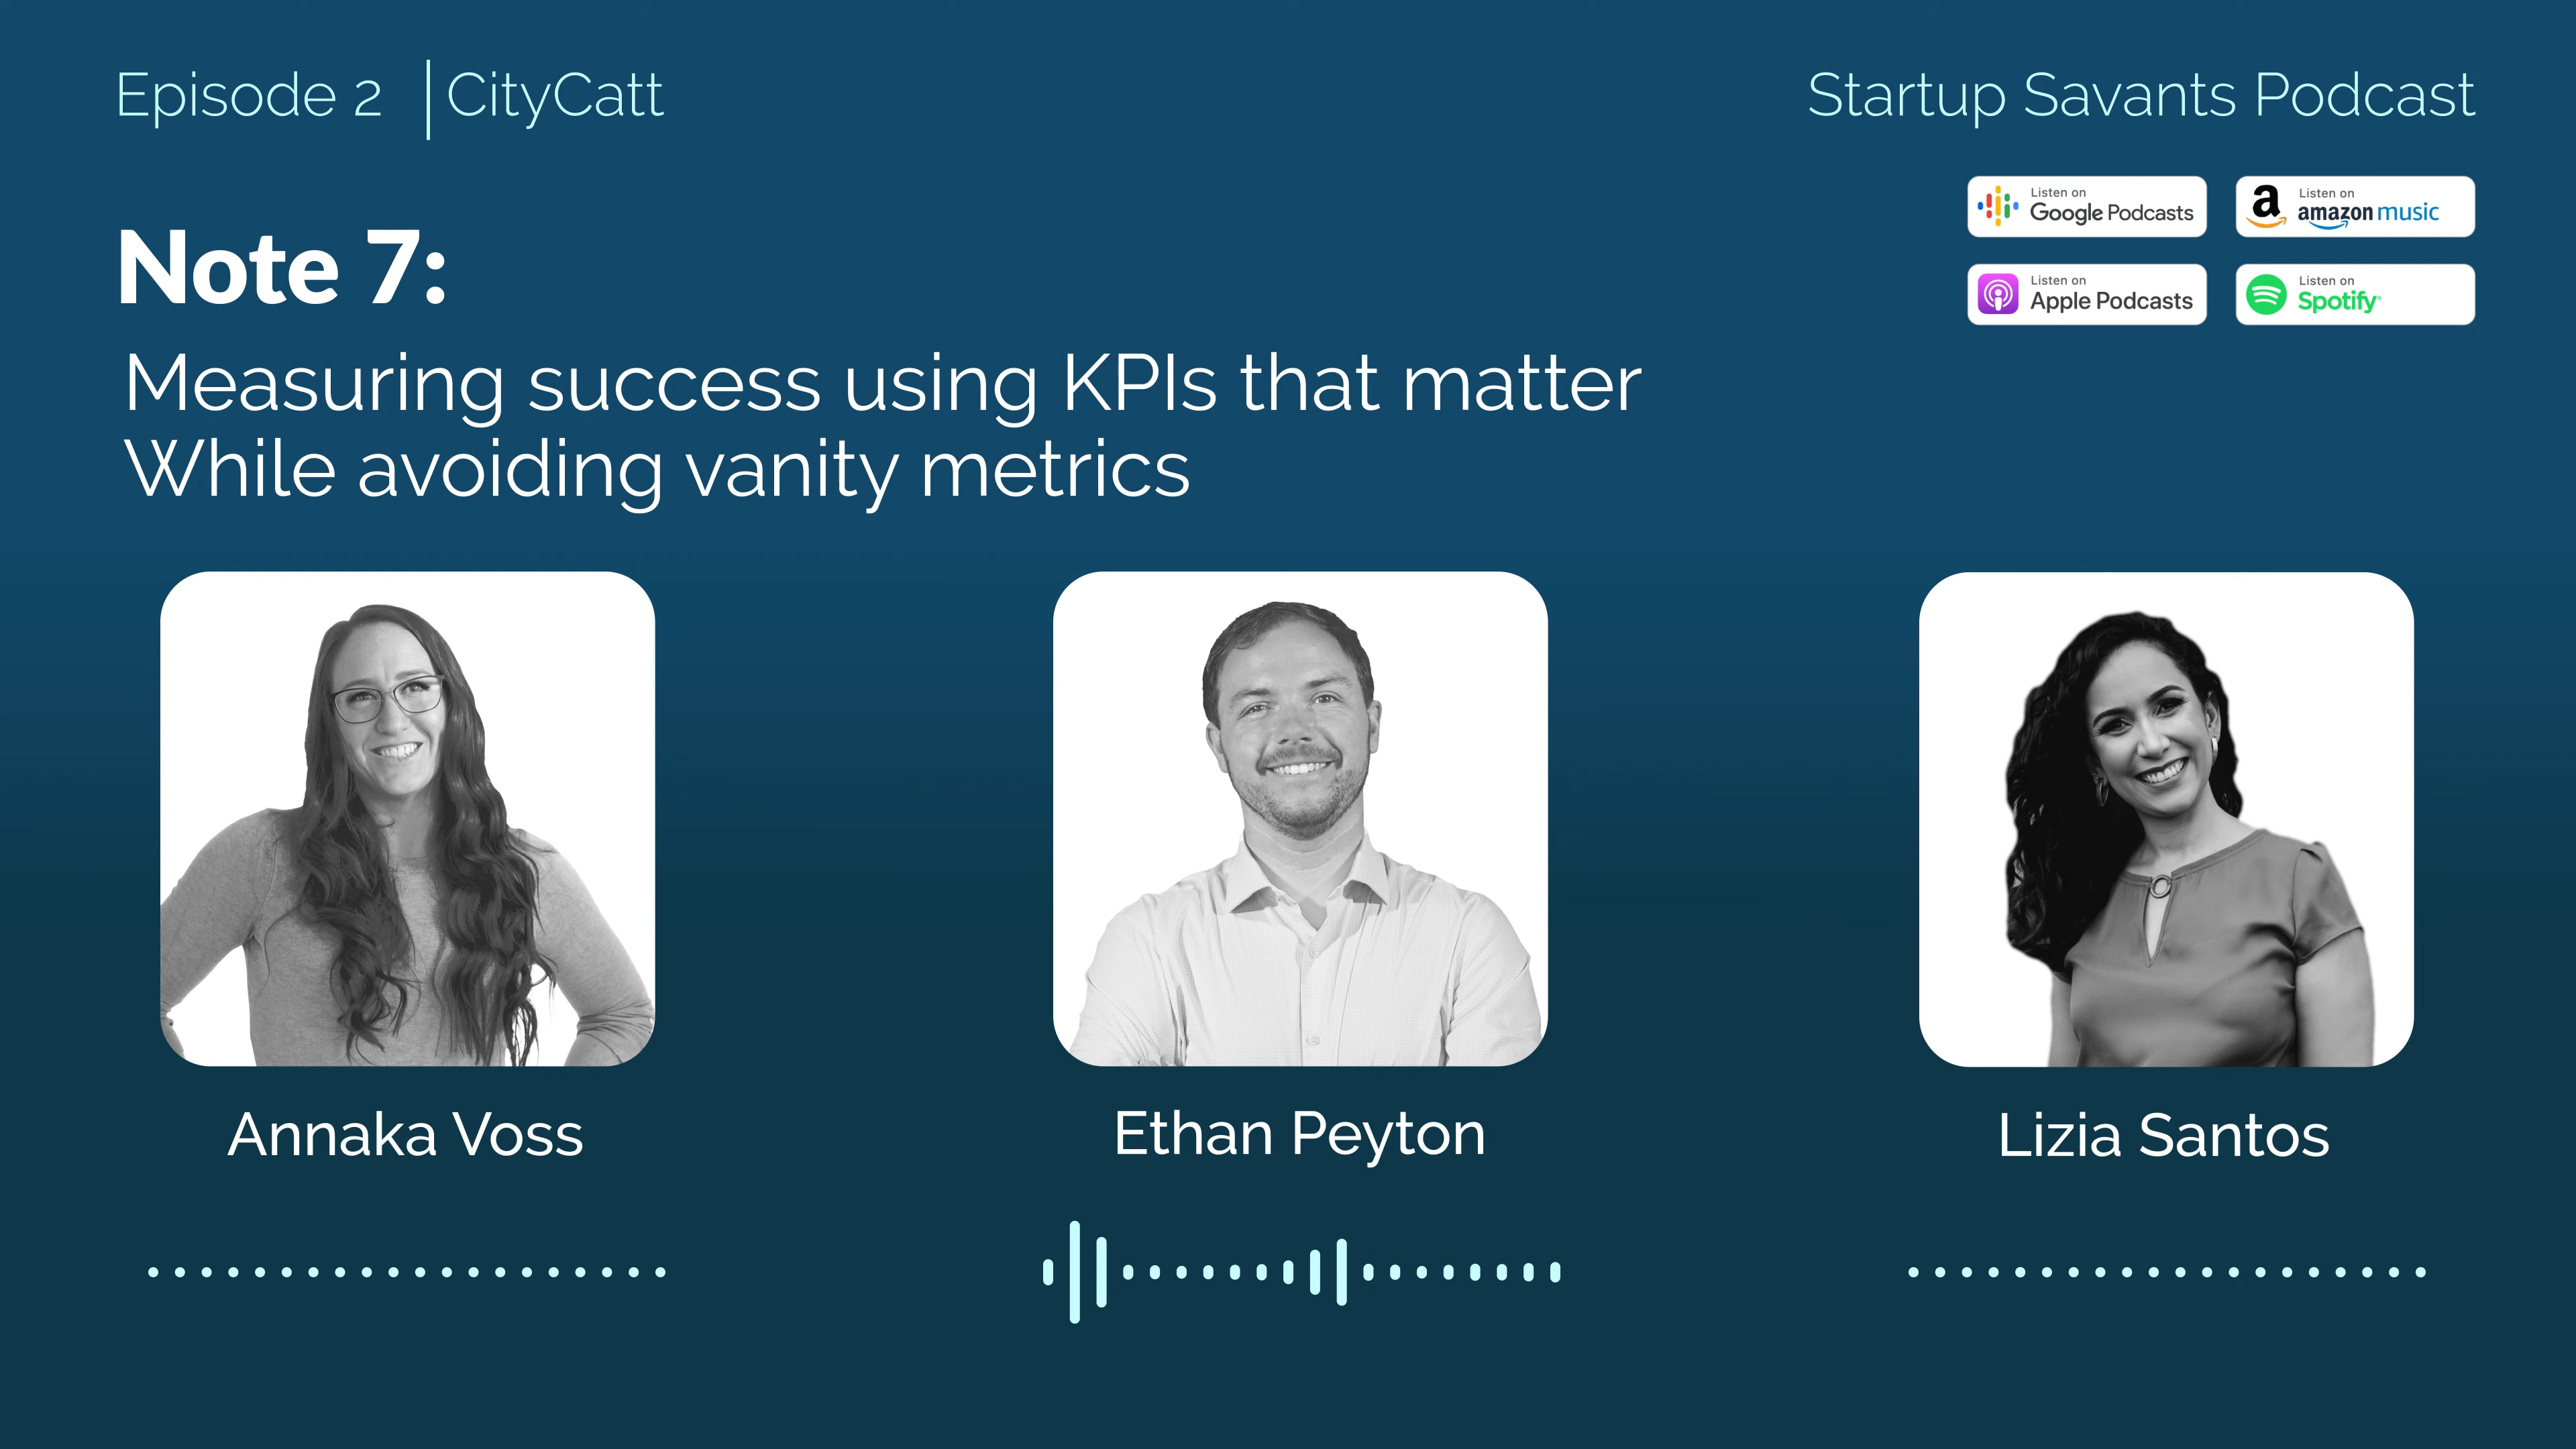 Episode 2 | CityCatt
Startup Savants Podcast
Listen on
Google Podcasts
Listen on
amazon music
Listen on
Apple Podcasts
Listen on
Spotify
Note 7:
Measuring success using KPIs that matter
While avoiding vanity metrics
Annaka Voss
Ethan Peyton
Lizia Santos